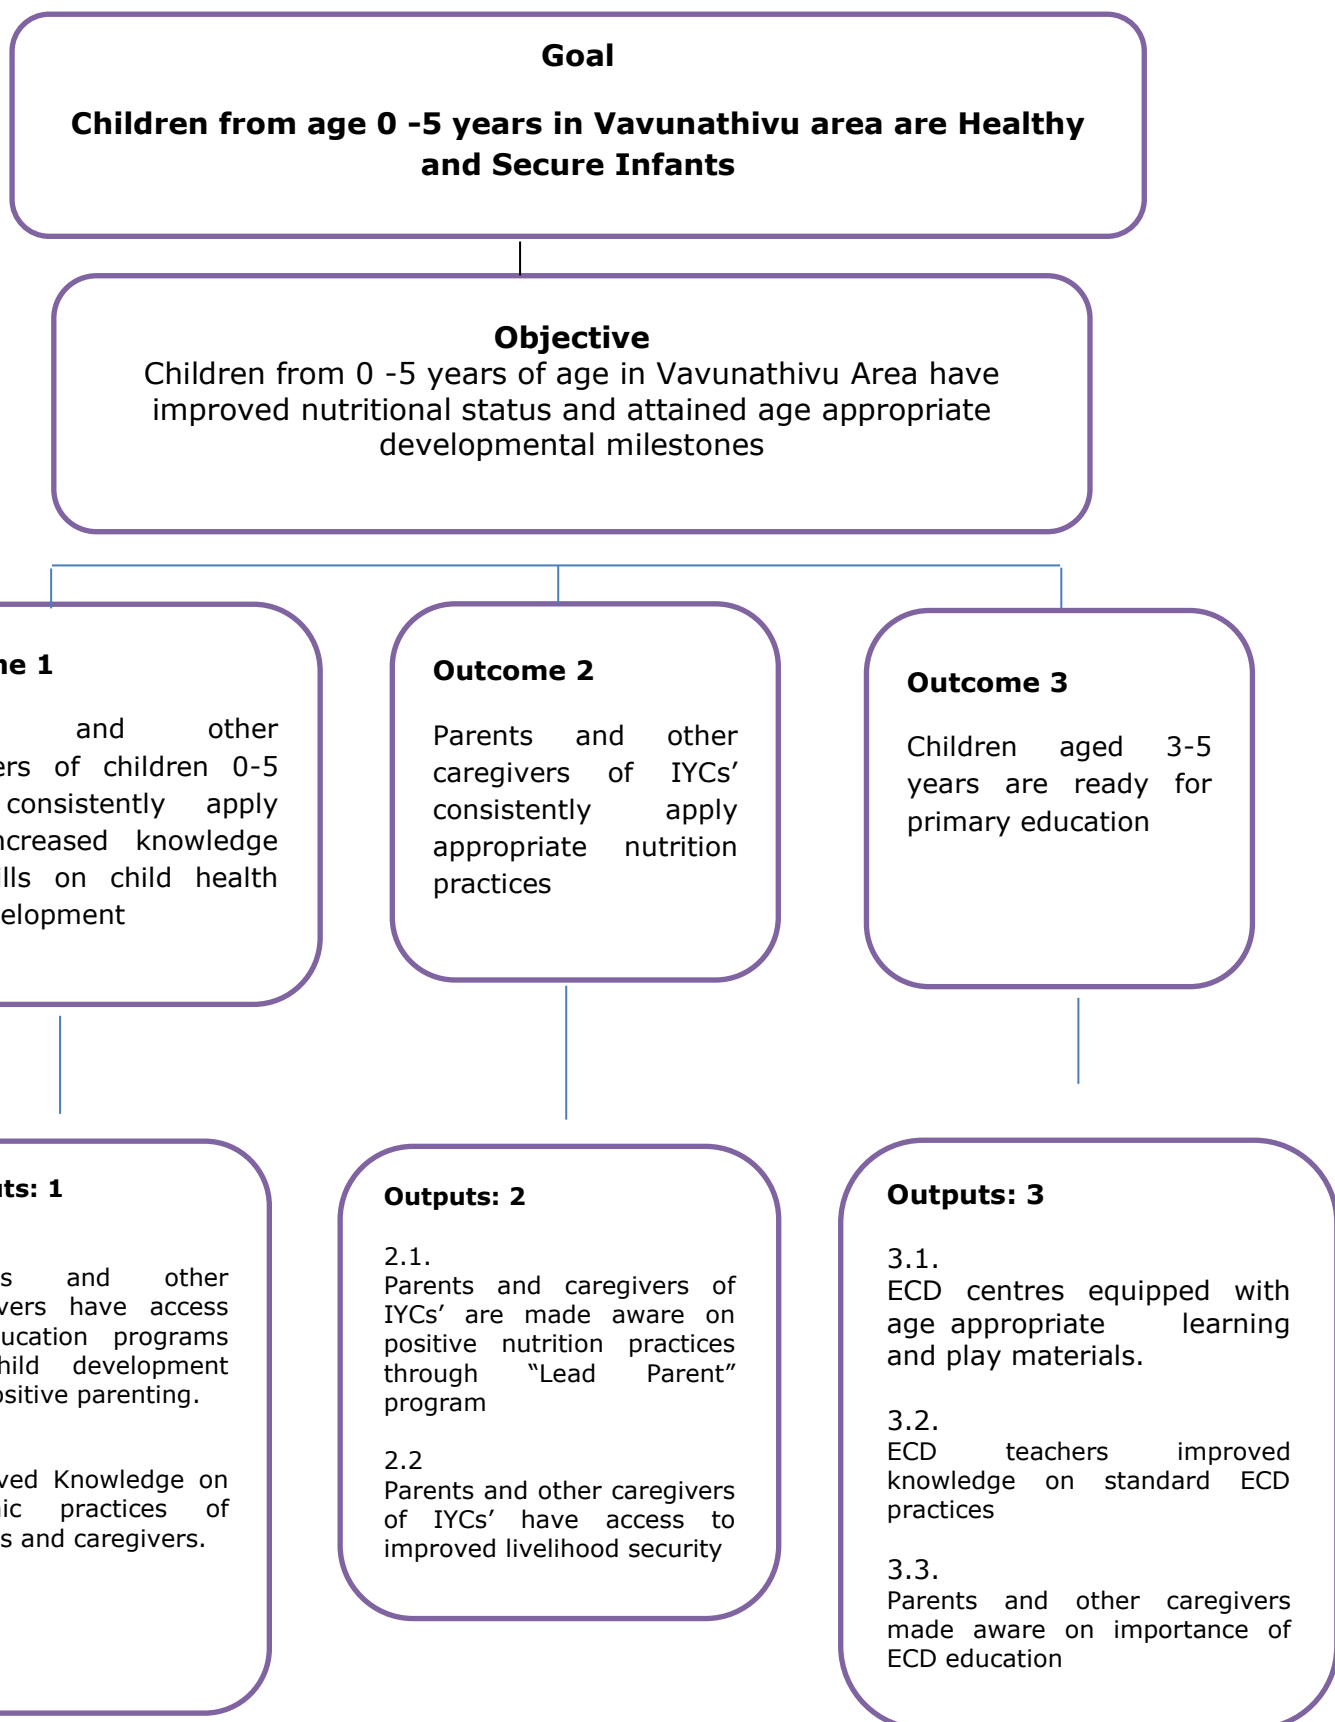 Goal
Children from age 0 -5 years in Vavunathivu area are Healthy
and Secure Infants
Objective
Children from 0 -5 years of age in Vavunathivu Area have
improved nutritional status and attained age appropriate
developmental milestones
1
and other
of children 0-5
consistently apply
knowledge
on child health
Outcome 2
Parents and other
caregivers of IYCs’
consistently apply
appropriate nutrition
practices
Outcome 3
Children aged 3-5
years are ready for
primary education
1
and other
have access
programs
development
parenting.
Knowledge on
practices of
and caregivers.
Outputs: 2
2.1.
Parents and caregivers of
IYCs’ are made aware on
positive nutrition practices
through “Lead Parent”
program
2.2
Parents and other caregivers
of IYCs’ have access to
improved livelihood security
Outputs: 3
3.1.
ECD centres equipped with
age appropriate learning
and play materials.
3.2.
ECD teachers improved
knowledge on standard ECD
practices
3.3.
Parents and other caregivers
made aware on importance of
ECD education